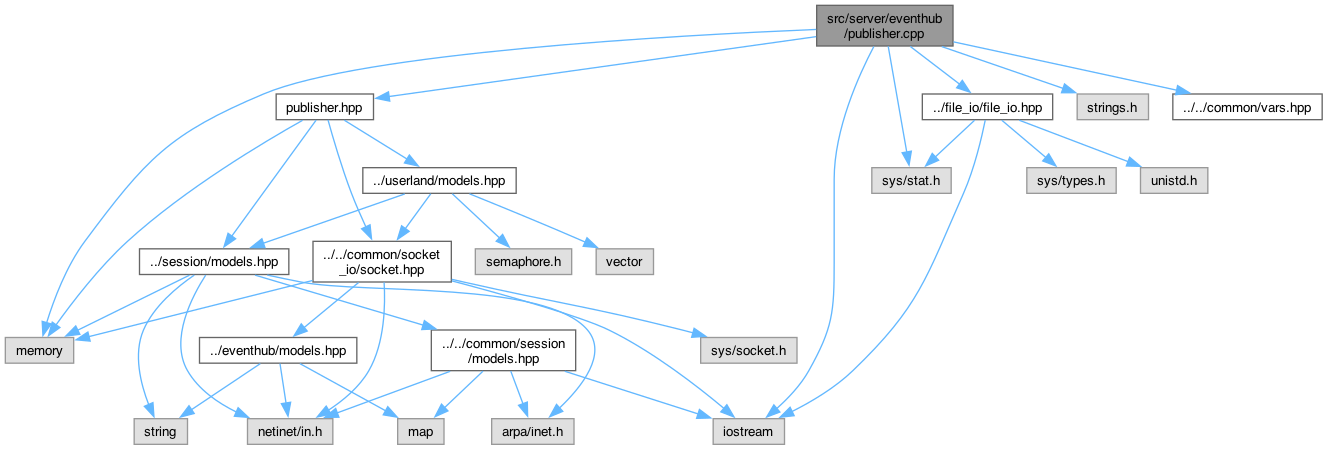 src/server/eventhub
/publisher.cpp
publisher.hpp
../file_io/file_io.hpp
strings.h
../../common/vars.hpp
../userland/models.hpp
sys/stat.h
sys/types.h
unistd.h
../session/models.hpp
../../common/socket
_io/socket.hpp
semaphore.h
vector
memory
../eventhub/models.hpp
../../common/session
/models.hpp
sys/socket.h
string
netinet/in.h
map
arpa/inet.h
iostream